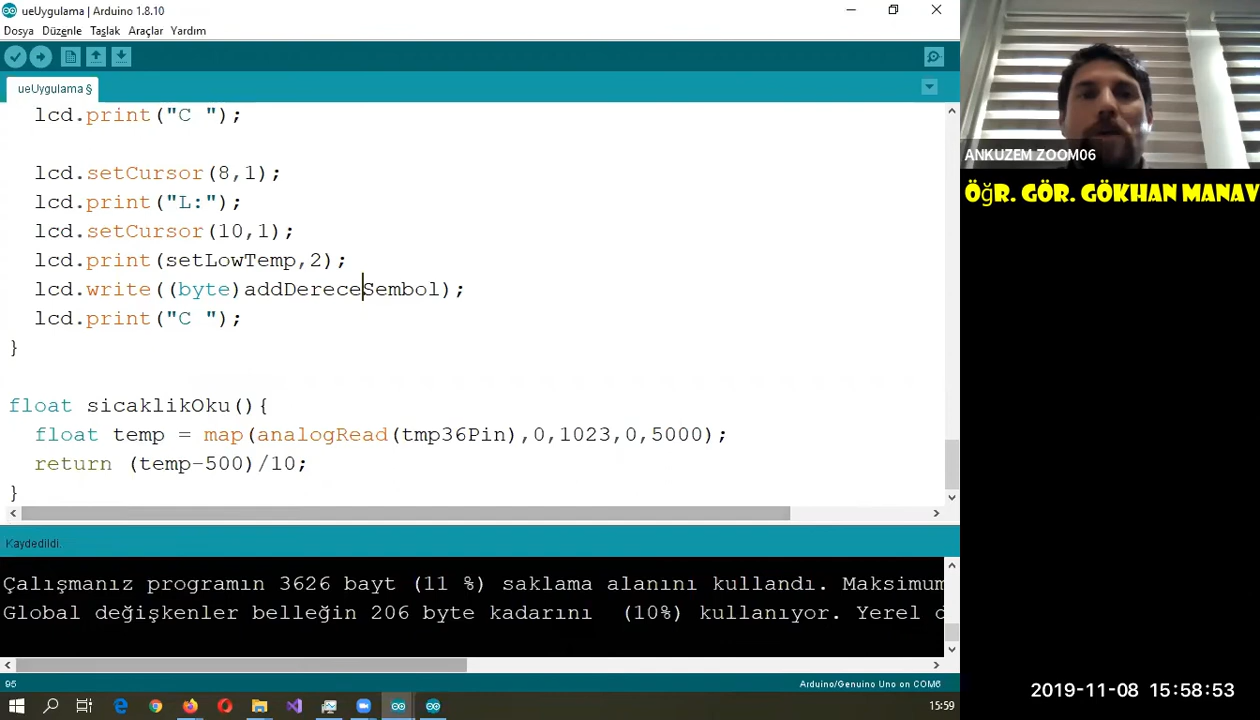 ueUygulama | Arduino 1.8.10
Dosya Düzenle Taslak Araçlar Yardım
ueUygulama §
lcd.print("C ");
lcd.setCursor(8,1);
lcd.print("L:");
lcd.setCursor(10,1);
lcd.print(setLowTemp,2);
lcd.write((byte)addDereceSembol);
lcd.print("C ");
}
float sicaklikOku(){
float temp = map(analogRead(tmp36Pin),0,1023,0,5000);
return (temp-500)/10;
}
Kaydedildi.
Çalışmanız programın 3626 bayt (11 %) saklama alanını kullandı. Maksimum
Global değişkenler belleğin 206 byte kadarını (10%) kullanıyor. Yerel d
95
Arduino/Genuino Uno on COM6
15:59
ANKUZEM ZOOM06
ÖğR. GÖR. GÖKHAN MANAV
2019-11-08 15:58:53